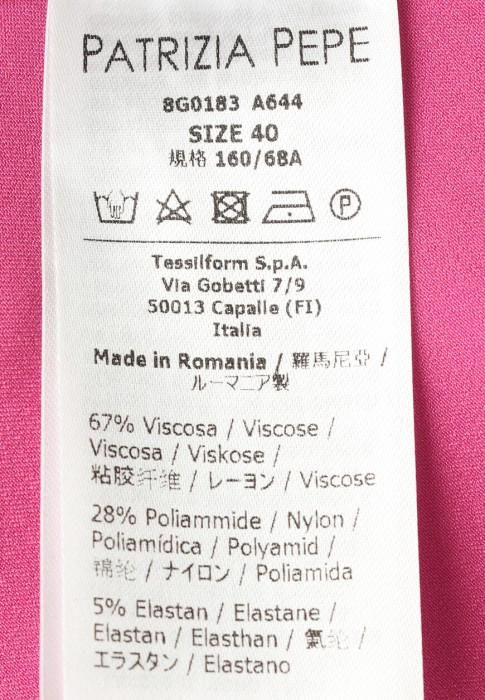 PATRIZIA PEPE
8G0183 A644
SIZE 40
規格 160/68A
P
Tessilform S.p.A.
Via Gobetti 7/9
50013 Capalle (FI)
Italia
Made in Romania / 羅馬尼亞 /
ルーマニア製
67% Viscosa / Viscose /
Viscosa / Viskose /
粘胶纤维 / レーヨン / Viscose
28% Poliammide / Nylon /
Poliamídica / Polyamid /
锦纶 / ナイロン / Poliamida
5% Elastan / Elastane /
Elastan / Elasthan / 氨纶 /
エラスタン / Elastano